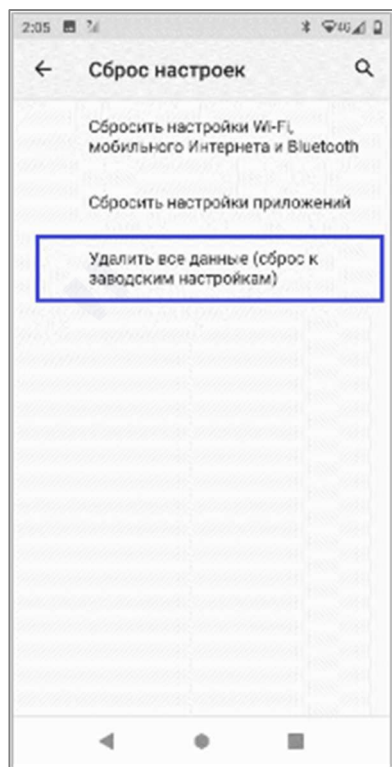 2:05 4G
Сброс настроек
Сбросить настройки Wi-Fi,
мобильного Интернета и Bluetooth
Сбросить настройки приложений
Удалить все данные (сброс к
заводским настройкам)